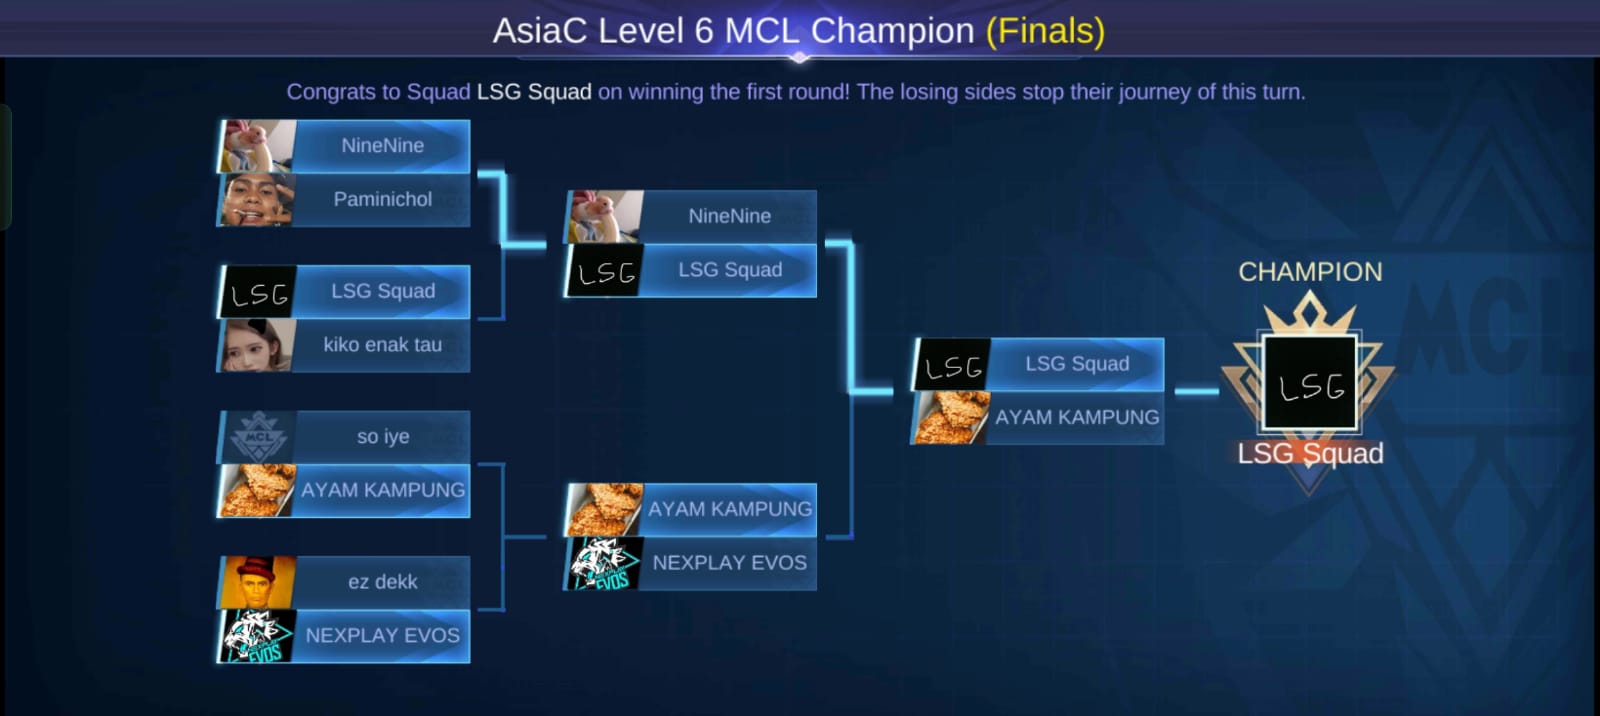 AsiaC Level 6 MCL Champion (Finals)
Congrats to Squad LSG Squad on winning the first round! The losing sides stop their journey of this turn.
NineNine
Paminichol
LSG
LSG Squad
kiko enak tau
MCL
so iye
AYAM KAMPUNG
ez dekk
NEXPLAY EVOS
NEXPLAY EVOS
NineNine
LSG
LSG Squad
AYAM KAMPUNG
NEXPLAY EVOS
NEXPLAY EVOS
LSG
LSG Squad
AYAM KAMPUNG
CHAMPION
LSG
LSG Squad
MCL